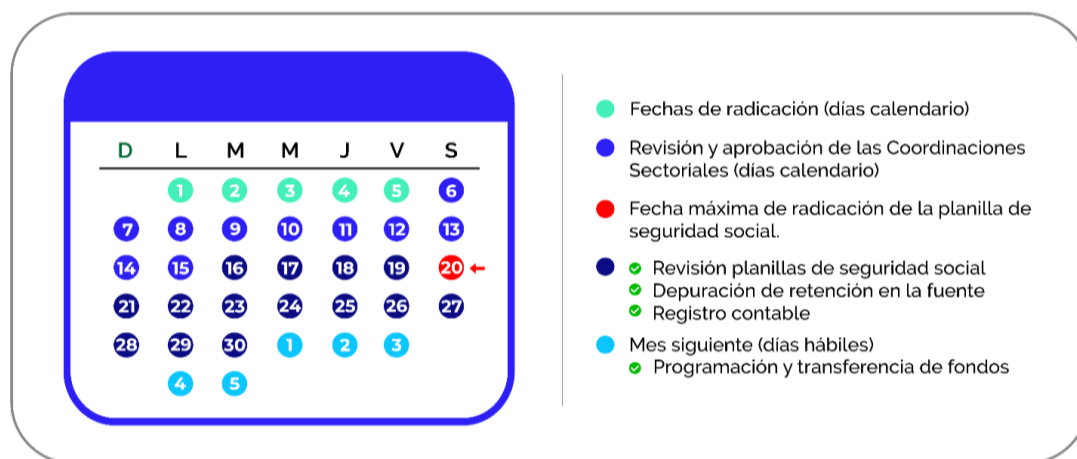 D L M M J V S
1 2 3 4 5 6
7 8 9 10 11 12 13
14 15 16 17 18 19 20
21 22 23 24 25 26 27
28 29 30 1 2 3
4 5
Fechas de radicación (días calendario)
Revisión y aprobación de las Coordinaciones
Sectoriales (días calendario)
Fecha máxima de radicación de la planilla de
seguridad social.
Revisión planillas de seguridad social
Depuración de retención en la fuente
Registro contable
Mes siguiente (días hábiles)
Programación y transferencia de fondos